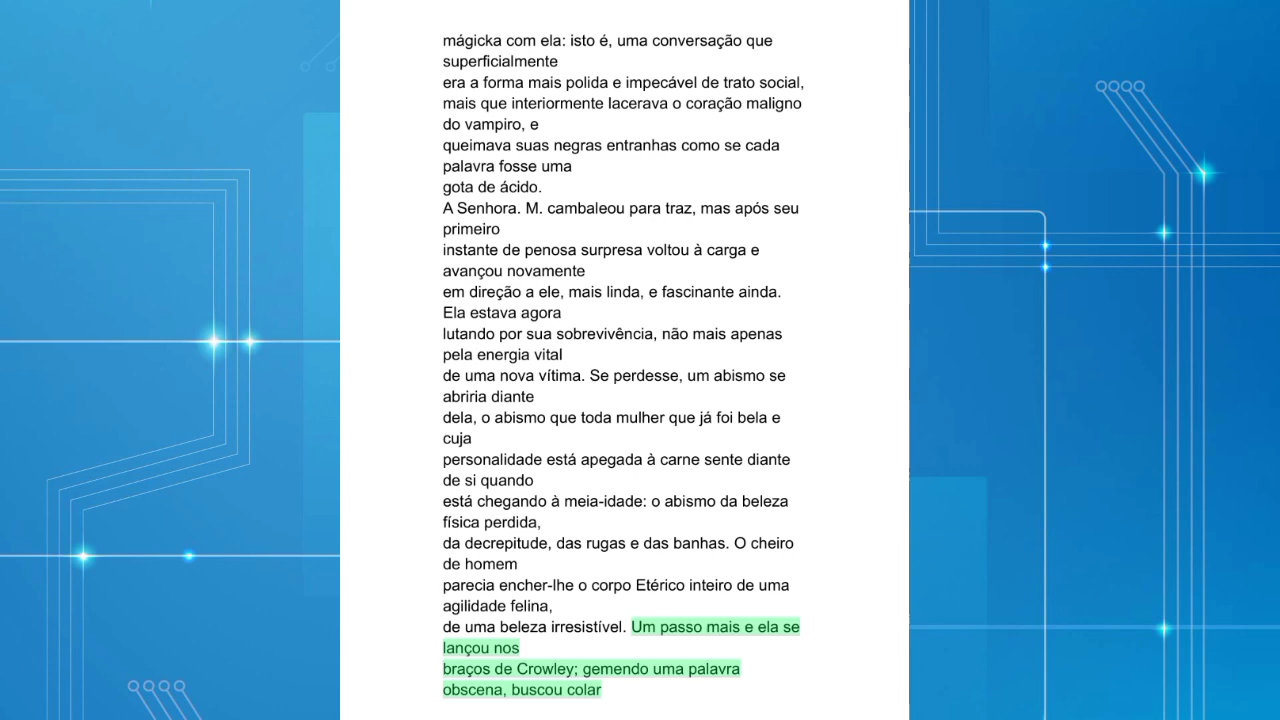 mágicka com ela: isto é, uma conversação que
superficialmente
era a forma mais polida e impecável de trato social,
mais que interiormente lacerava o coração maligno
do vampiro, e
queimava suas negras entranhas como se cada
palavra fosse uma
gota de ácido.
A Senhora. M. cambaleou para traz, mas após seu
primeiro
instante de penosa surpresa voltou à carga e
avançou novamente
em direção a ele, mais linda, e fascinante ainda.
Ela estava agora
lutando por sua sobrevivência, não mais apenas
pela energia vital
de uma nova vítima. Se perdesse, um abismo se
abriria diante
dela, o abismo que toda mulher que já foi bela e
cuja
personalidade está apegada à carne sente diante
de si quando
está chegando à meia-idade: o abismo da beleza
física perdida,
da decrepitude, das rugas e das banhas. O cheiro
de homem
parecia encher-lhe o corpo Etérico inteiro de uma
agilidade felina,
de uma beleza irresistível. Um passo mais e ela se
lançou nos
braços de Crowley; gemendo uma palavra
obscena, buscou colar